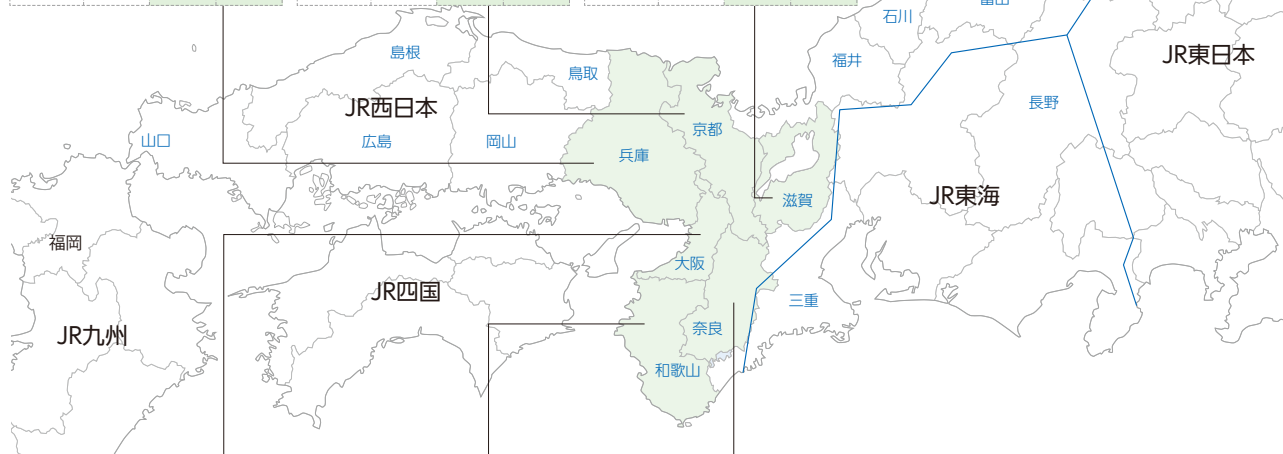 富山
石川
島根
JR東日本
福井
鳥取
長野
JR西日本
京都
山口
広島
岡山
兵庫
JR東海
滋賀
福岡
大阪
JR四国
三重
奈良
JR九州
和歌山